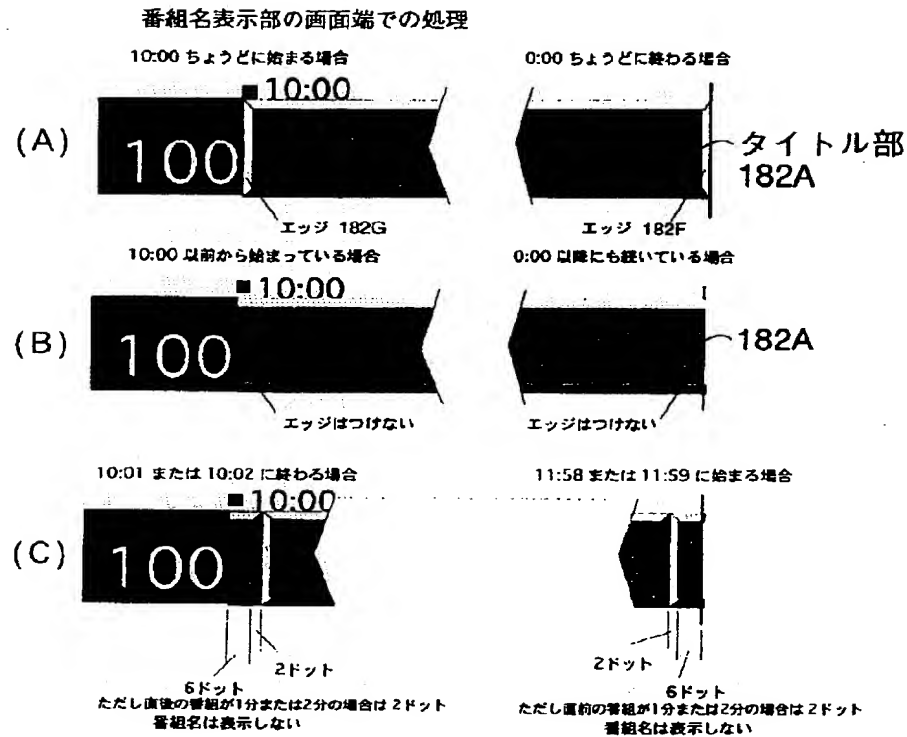 番組名表示部の画面端での処理
10:00 ちょうどに始まる場合
0:00 ちょうどに終わる場合
■ 10:00
(A)
100
タイトル部
182A
エッジ 182G
エッジ 182F
10:00 以前から始まっている場合
0:00 以降にも継いている場合
■ 10:00
(B)
100
182A
エッジはつけない
エッジはつけない
10:01 または 10:02 に終わる場合
11:58 または 11:59 に始まる場合
■ 10:00
(C)
100
2ドット
2ドット
6ドット
6ドット
ただし直後の番組が1分または2分の場合は 2ドット
番組名は表示しない
ただし直前の番組が1分または2分の場合は 2ドット
番組名は表示しない